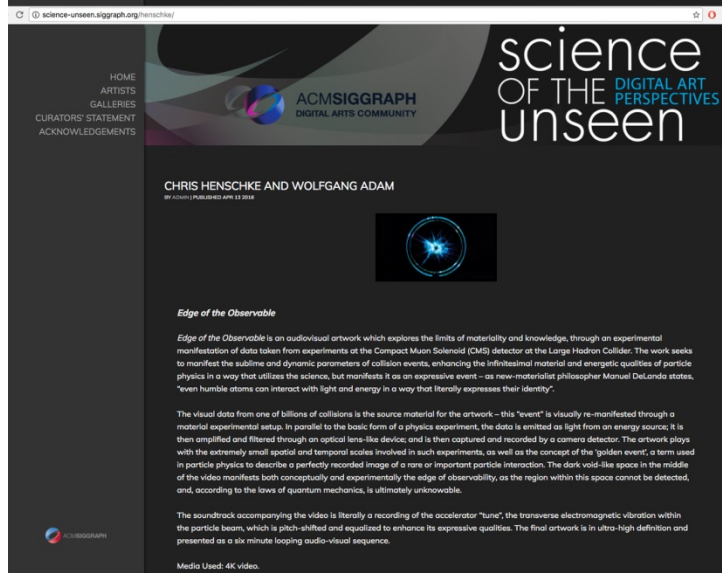 science-unseen.siggraph.org/henschke/
science
OF THE DIGITAL ART
PERSPECTIVES
unseen
ACMSIGGRAPH
DIGITAL ARTS COMMUNITY
HOME
ARTISTS
GALLERIES
CURATORS' STATEMENT
ACKNOWLEDGEMENTS
CHRIS HENSCHKE AND WOLFGANG ADAM
BY ADMIN | PUBLISHED APR 13 2016
Edge of the Observable
Edge of the Observable is an audiovisual artwork which explores the limits of materiality and knowledge, through an experimental
manifestation of data taken from experiments at the Compact Muon Solenoid (CMS) detector at the Large Hadron Collider. The work seeks
to manifest the sublime and dynamic parameters of collision events, enhancing the infinitesimal material and energetic qualities of particle
physics in a way that utilizes the science, but manifests it as an expressive event – as new-materialist philosopher Manuel DeLanda states,
“even humble atoms can interact with light and energy in a way that literally expresses their identity”.
The visual data from one of billions of collisions is the source material for the artwork – this “event” is visually re-manifested through a
material experimental setup. In parallel to the basic form of a physics experiment, the data is emitted as light from an energy source; it is
then amplified and filtered through an optical lens-like device; and is then captured and recorded by a camera detector. The artwork plays
with the extremely small spatial and temporal scales involved in such experiments, as well as the concept of the ‘golden event’, a term used
in particle physics to describe a perfectly recorded image of a rare or important particle interaction. The dark void-like space in the middle
of the video manifests both conceptually and experimentally the edge of observability, as the region within this space cannot be detected,
and, according to the laws of quantum mechanics, is ultimately unknowable.
The soundtrack accompanying the video is literally a recording of the accelerator “tune”, the transverse electromagnetic vibration within
the particle beam, which is pitch-shifted and equalized to enhance its expressive qualities. The final artwork is in ultra-high definition and
presented as a six minute looping audio-visual sequence.
Media Used: 4K video.
ACMSIGGRAPH